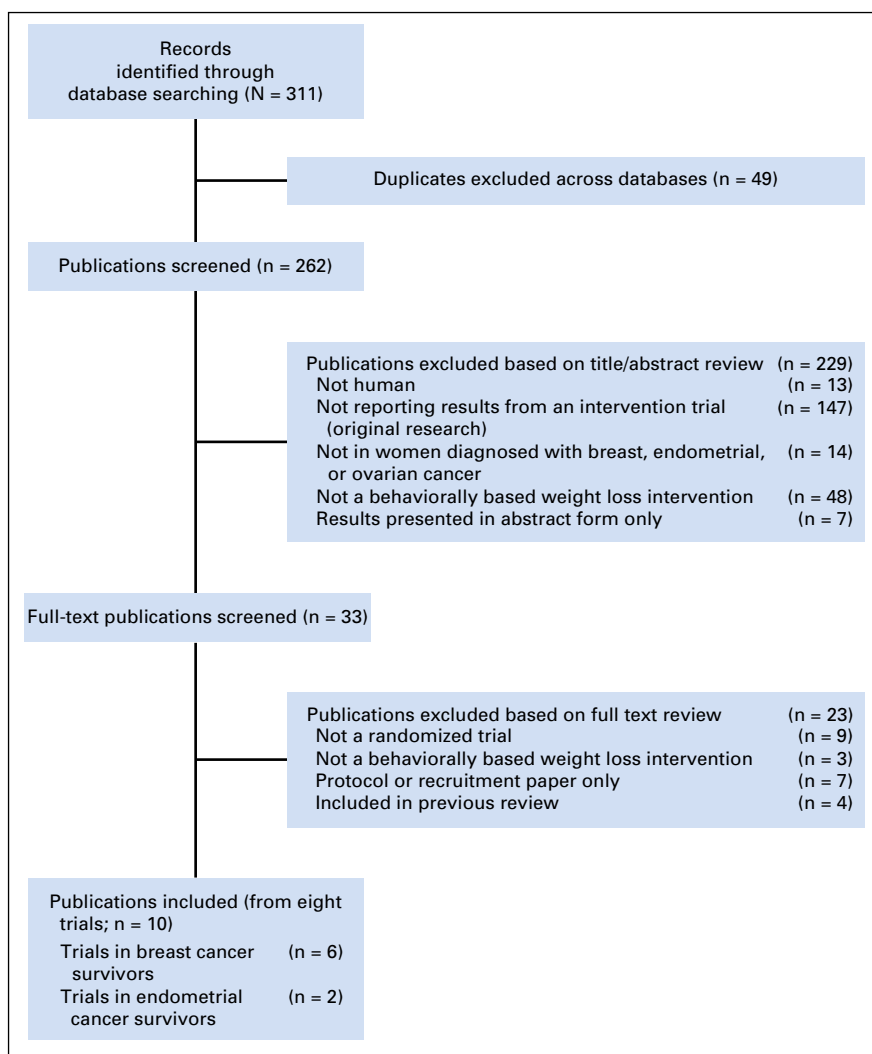 Records
identified through
database searching (N = 311)
Duplicates excluded across databases (n = 49)
Publications screened (n = 262)
Publications excluded based on title/abstract review (n = 229)
Not human (n = 13)
Not reporting results from an intervention trial (n = 147)
(original research)
Not in women diagnosed with breast, endometrial, (n = 14)
or ovarian cancer
Not a behaviorally based weight loss intervention (n = 48)
Results presented in abstract form only (n = 7)
Full-text publications screened (n = 33)
Publications excluded based on full text review (n = 23)
Not a randomized trial (n = 9)
Not a behaviorally based weight loss intervention (n = 3)
Protocol or recruitment paper only (n = 7)
Included in previous review (n = 4)
Publications included (from eight
trials; n = 10)
Trials in breast cancer (n = 6)
survivors
Trials in endometrial (n = 2)
cancer survivors